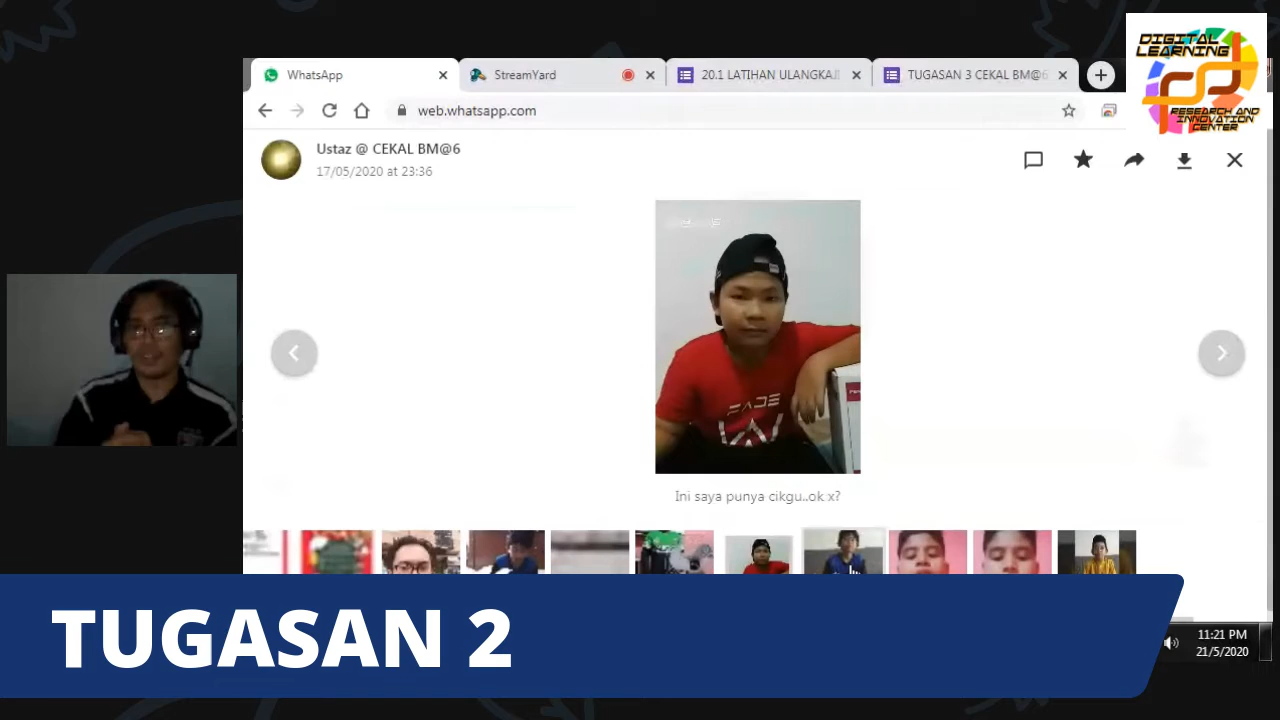 DIGITAL
LEARNING
RESEARCH AND
INNOVATION
CENTER
WhatsApp
StreamYard
20.1 LATIHAN ULANGKAJI
TUGASAN 3 CEKAL BM@6
web.whatsapp.com
Ustaz @ CEKAL BM@6
17/05/2020 at 23:36
FADE
Ini saya punya cikgu..ok x?
TUGASAN 2
11:21 PM
21/5/2020